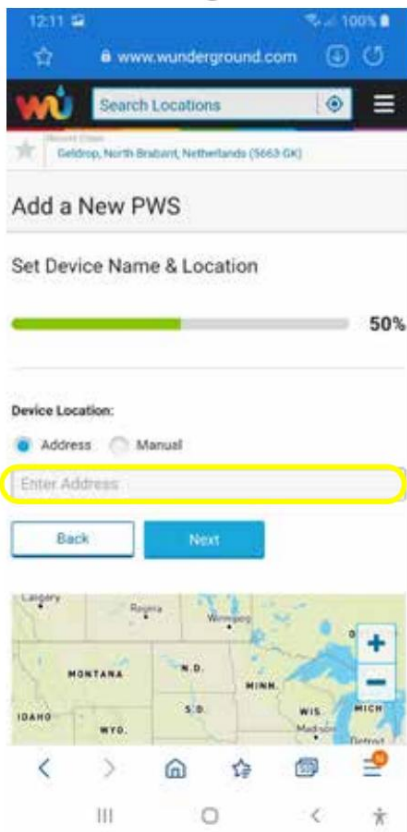 12:11
100%
www.wunderground.com
wu
Search Locations
Geldrop, North Brabant, Netherlands (5663 GK)
Add a New PWS
Set Device Name & Location
50%
Device Location:
Address Manual
Enter Address
Back Next
Calgary
Regina
Winnipeg
MONTANA
N.D.
MINN.
IDAHO
WYO.
S.D.
WIS.
MICH
Madison
Detroit